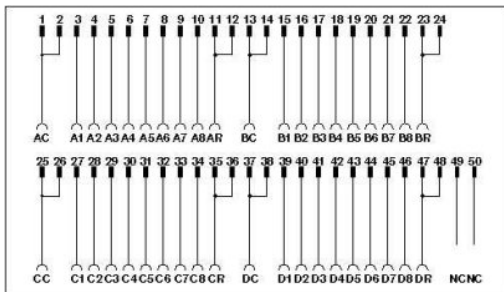 1 2 3 4 5 6 7 8 9 10 11 12 13 14 15 16 17 18 19 20 21 22 23 24
AC A1 A2 A3 A4 A5 A6 A7 A8 AR BC B1 B2 B3 B4 B5 B6 B7 B8 BR
25 26 27 28 29 30 31 32 33 34 35 36 37 38 39 40 41 42 43 44 45 46 47 48 49 50
CC C1 C2 C3 C4 C5 C6 C7 C8 CR DC D1 D2 D3 D4 D5 D6 D7 D8 DR NC NC